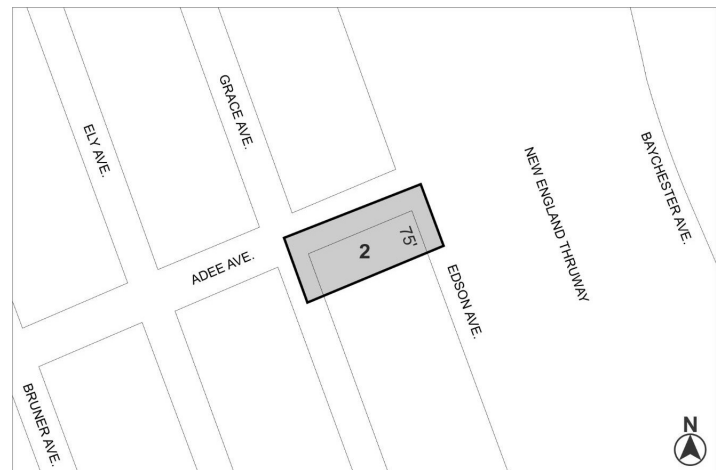 GRACE AVE.
ELY AVE.
NEW ENGLAND THRUWAY
BAYCHESTER AVE.
75'
2
ADEE AVE.
EDSON AVE.
BRUNER AVE.
N